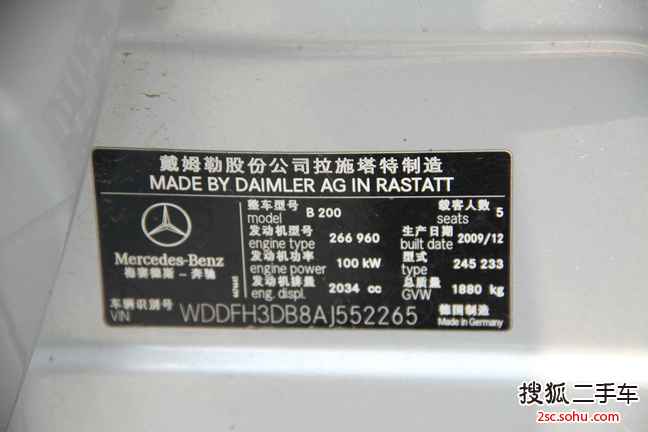 戴姆勒股份公司拉施塔特制造
MADE BY DAIMLER AG IN RASTATT
Mercedes-Benz
梅赛德斯-奔驰
整车型号
model B 200
载客人数
seats 5
发动机型号
engine type 266 960
生产日期
built date 2009/12
发动机功率
engine power 100 kW
型式
type 245 233
发动机排量
eng. displ. 2034 cc
总质量
GVW 1880 kg
车辆识别号
VIN WDDFH3DB8AJ552265
德国制造
Made in Germany
搜狐二手车
2sc.sohu.com